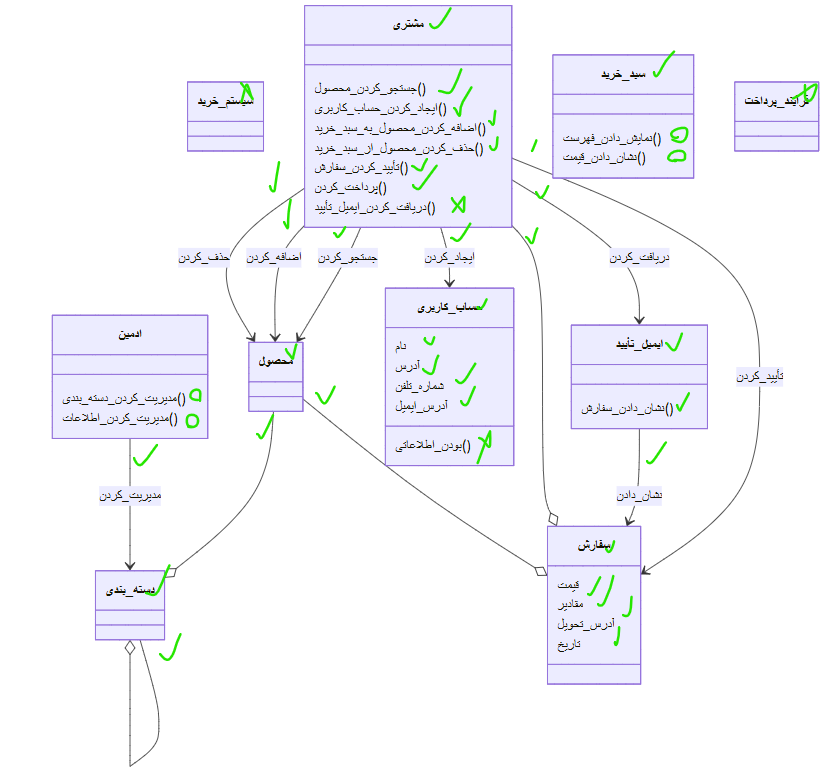 مشتری
جستجو_کردن_محصول()
ایجاد_کردن_حساب_کاربری()
اضافه_کردن_محصول_به_سبد_خرید()
حذف_کردن_محصول_از_سبد_خرید()
تأیید_کردن_سفارش()
پرداخت_کردن()
دریافت_کردن_ایمیل_تأیید()
سبد_خرید
نمایش_دادن_فهرست()
نشان_دادن_قیمت()
فرآیند_پرداخت
سیستم_خرید
حذف_کردن
اضافه_کردن
جستجو_کردن
ایجاد_کردن
دریافت_کردن
تأیید_کردن
ادمین
مدیریت_کردن_دسته_بندی()
مدیریت_کردن_اطلاعات()
محصول
حساب_کاربری
نام
آدرس
شماره_تلفن
آدرس_ایمیل
بودن_اطلاعاتی()
ایمیل_تأیید
نشان_دادن_سفارش()
مدیریت_کردن
نشان_دادن
دسته_بندی
سفارش
قیمت
مقادیر
آدرس_تحویل
تاریخ